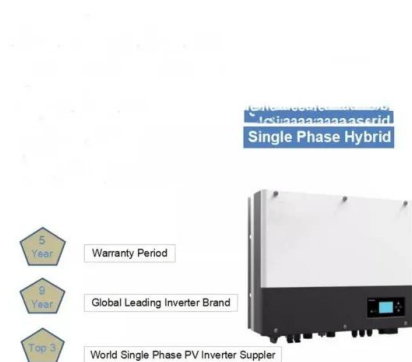 Single Phase Hybrid
5
Year
Warranty Period
9
Year
Global Leading Inverter Brand
Top 3
World Single Phase PV Inverter Suppler